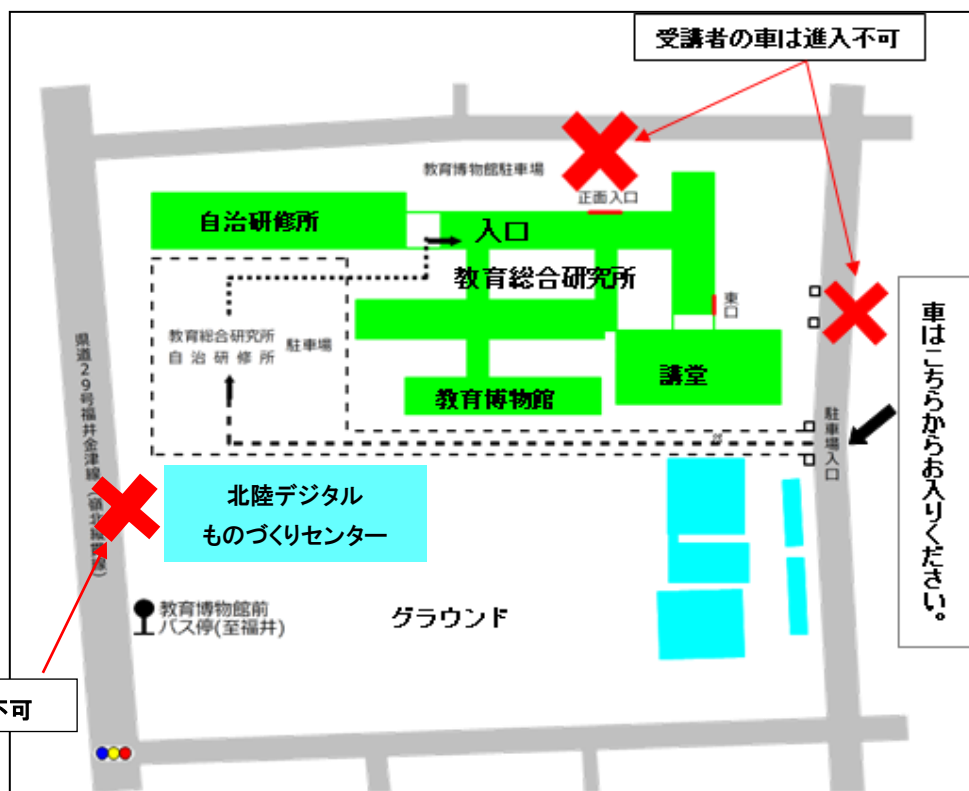 受講者の車は進入不可
教育博物館駐車場
正面入口
自治研修所
入口
教育総合研究所
東口
教育総合研究所
自治研修所
駐車場
講堂
教育博物館
駐車場入口
車はこちらからお入りください。
県道29号福井金津線(嶺北縦貫線)
北陸デジタル
ものづくりセンター
教育博物館前
バス停(至福井)
グラウンド
不可